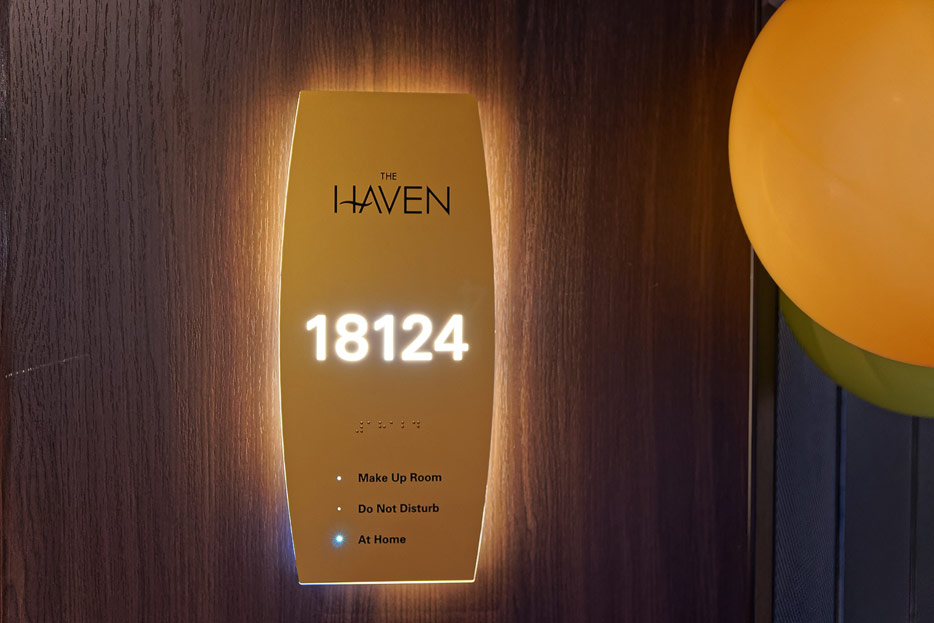 THE
HAVEN
18124
Make Up Room
Do Not Disturb
At Home